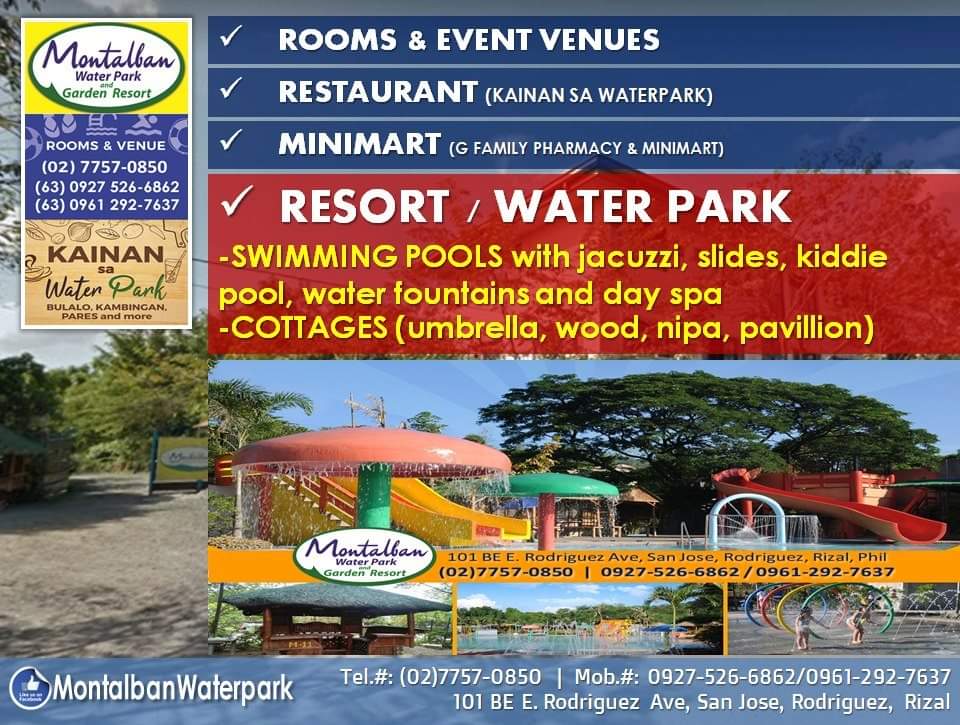 Montalban
Water Park
and
Garden Resort
ROOMS & VENUE
(02) 7757-0850
(63) 0927 526-6862
(63) 0961 292-7637
KAINAN
sa
Water Park
BULALO, KAMBINGAN,
PARES and more
✓ ROOMS & EVENT VENUES
✓ RESTAURANT (KAINAN SA WATERPARK)
✓ MINIMART (G FAMILY PHARMACY & MINIMART)
✓ RESORT / WATER PARK
-SWIMMING POOLS with jacuzzi, slides, kiddie
pool, water fountains and day spa
-COTTAGES (umbrella, wood, nipa, pavillion)
Montalban
Montalban
Water Park
and
Garden Resort
101 BE E. Rodriguez Ave, San Jose, Rodriguez, Rizal, Phil
(02)7757-0850 | 0927-526-6862 / 0961-292-7637
Like us on
Facebook
MontalbanWaterpark
Tel.#: (02)7757-0850 | Mob.#: 0927-526-6862/0961-292-7637
101 BE E. Rodriguez Ave, San Jose, Rodriguez, Rizal